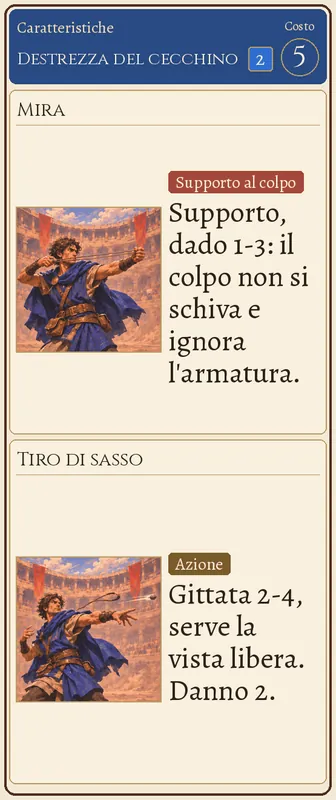 Caratteristiche
Costo
Destrezza del cecchino 2 5
Mira
Supporto al colpo
Supporto,
dado 1-3: il
colpo non si
schiva e
ignora
l'armatura.
Tiro di sasso
Azione
Gittata 2-4,
serve la
vista libera.
Danno 2.